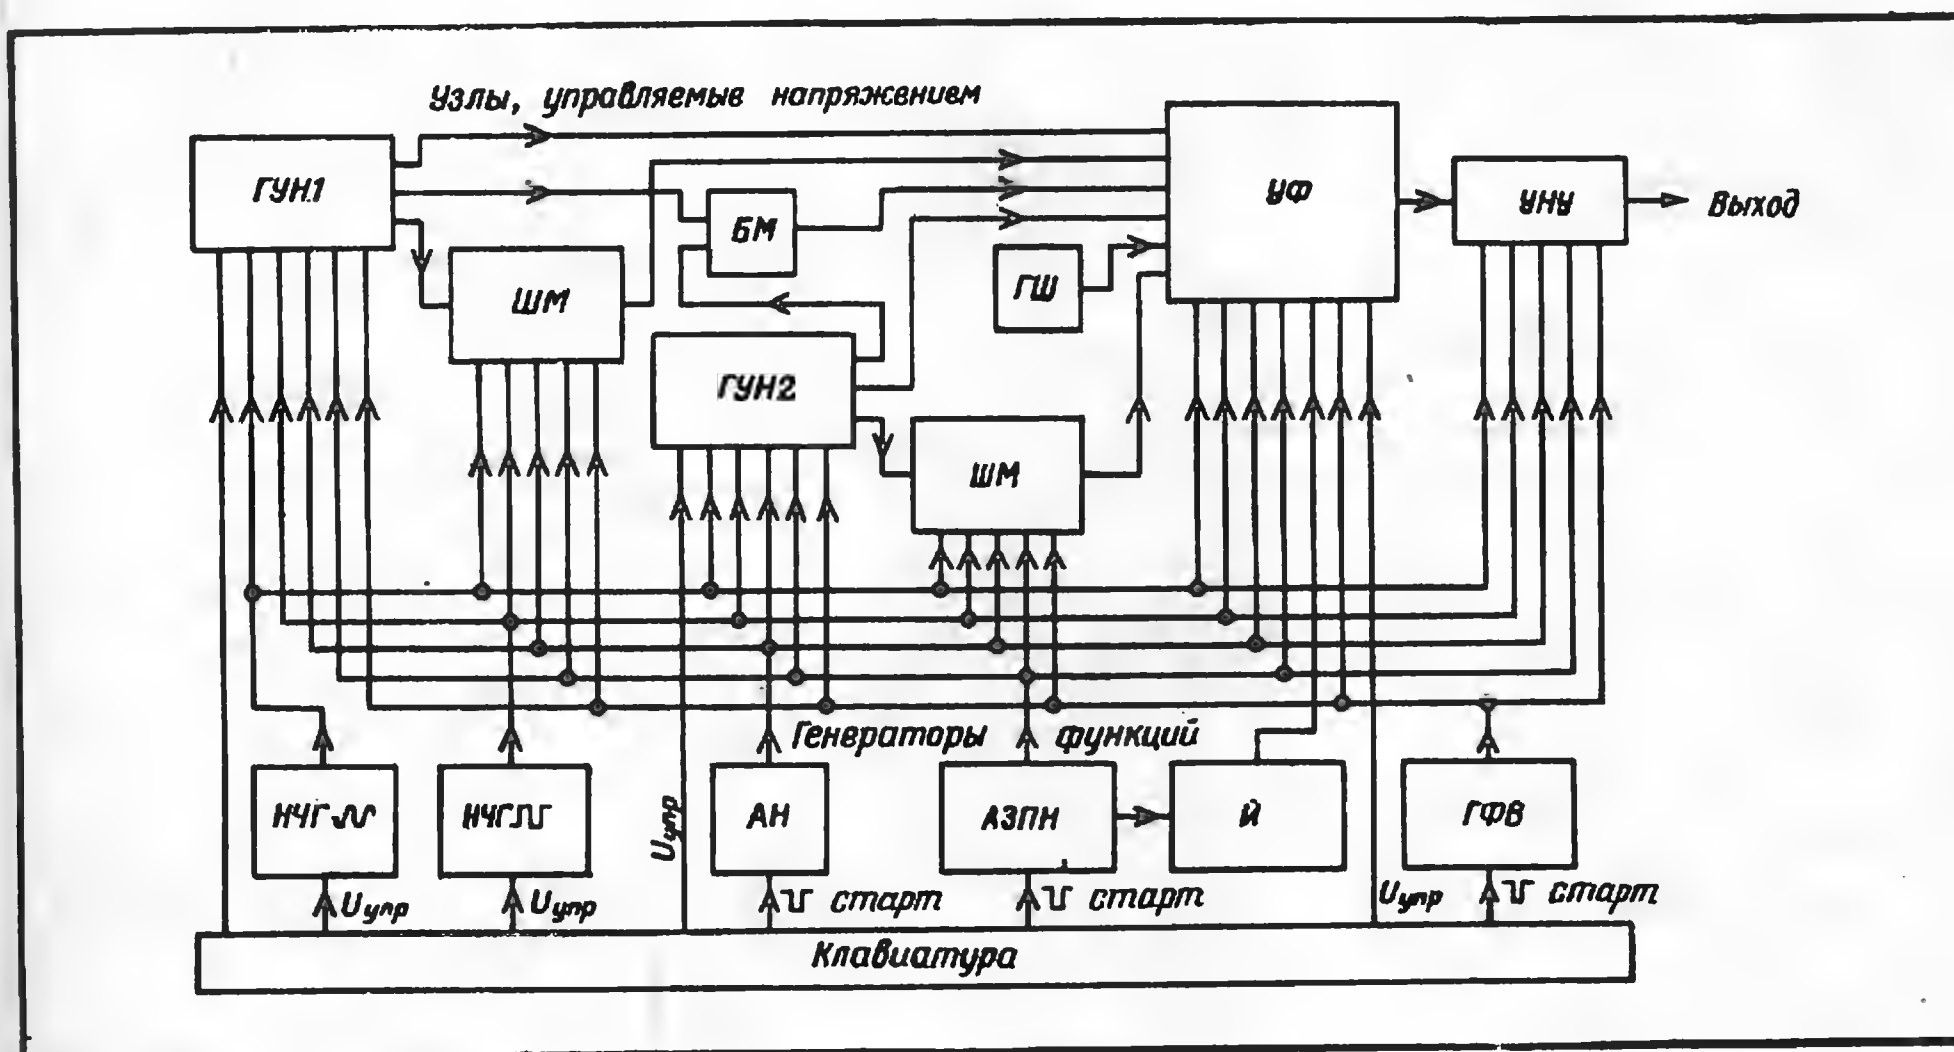 Узлы, управляемые напряжением
ГУН1
БМ
УФ
УНУ
Выход
ШМ
ГШ
ГУН2
ШМ
Генераторы функций
НЧГ
НЧГ
Uупр
АН
АЗПН
Й
ГФВ
Uупр
Uупр
старт
старт
Uупр
старт
Клавиатура